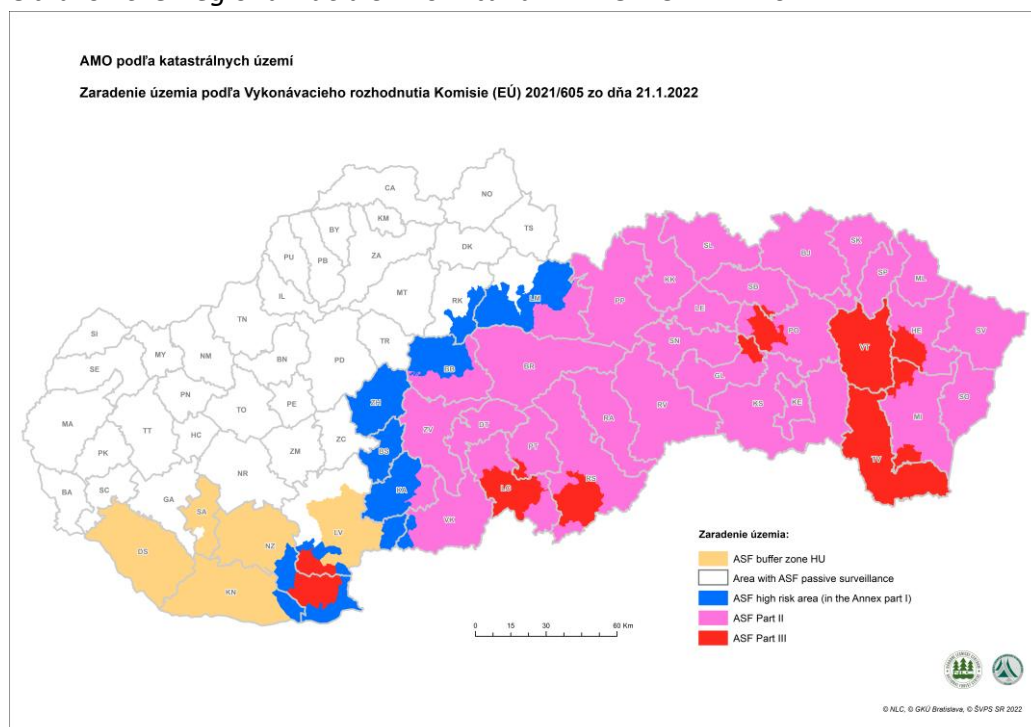 AMO podľa katastrálnych území
Zaradenie územia podľa Vykonávacieho rozhodnutia Komisie (EÚ) 2021/605 zo dňa 21.1.2022
CA
NO
KM
BY
TS
PU
PB
ZA
DK
IL
MT
RK
LM
SL
SK
BJ
SP
ML
KK
PP
SB
LE
TN
SI
MY
NM
BN
PD
TR
SE
BB
BR
SN
PO
VT
HE
SV
PN
TO
PE
ZH
GL
MA
TT
HC
ZM
ZC
BS
ZV
DT
PT
RA
RV
KS
KE
MI
SO
PK
NR
BA
SC
GA
SA
KA
LC
RS
TV
VK
DS
NZ
LV
KN
Zaradenie územia:
ASF buffer zone HU
Area with ASF passive surveillance
ASF high risk area (in the Annex part I)
ASF Part II
ASF Part III
0 15 30 60 Km
NLC
© NLC, © GKÚ Bratislava, © ŠVPS SR 2022